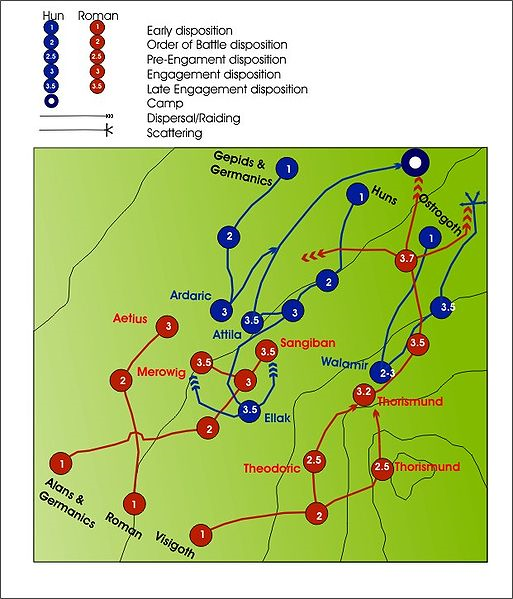 Hun Roman
1 1 Early disposition
2 2 Order of Battle disposition
2.5 2.5 Pre-Engament disposition
3 3 Engagement disposition
3.5 3.5 Late Engagement disposition
Camp
Dispersal/Raiding
Scattering
Gepids &
Germanics
1
Huns
1
Østrogoth
1
2
3.7
2
Ardaric
3
3
3.5
3.5
Attila
Aetius
3
Sangiban
3.5
3.5
3.5
Merowig
Walamir
2-3
2
3
3.2
Thorismund
3.5
Ellak
2
1
Alans &
Germanics
Theodoric
2.5
2.5
Thorismund
1
Roman
2
Visigoth
1